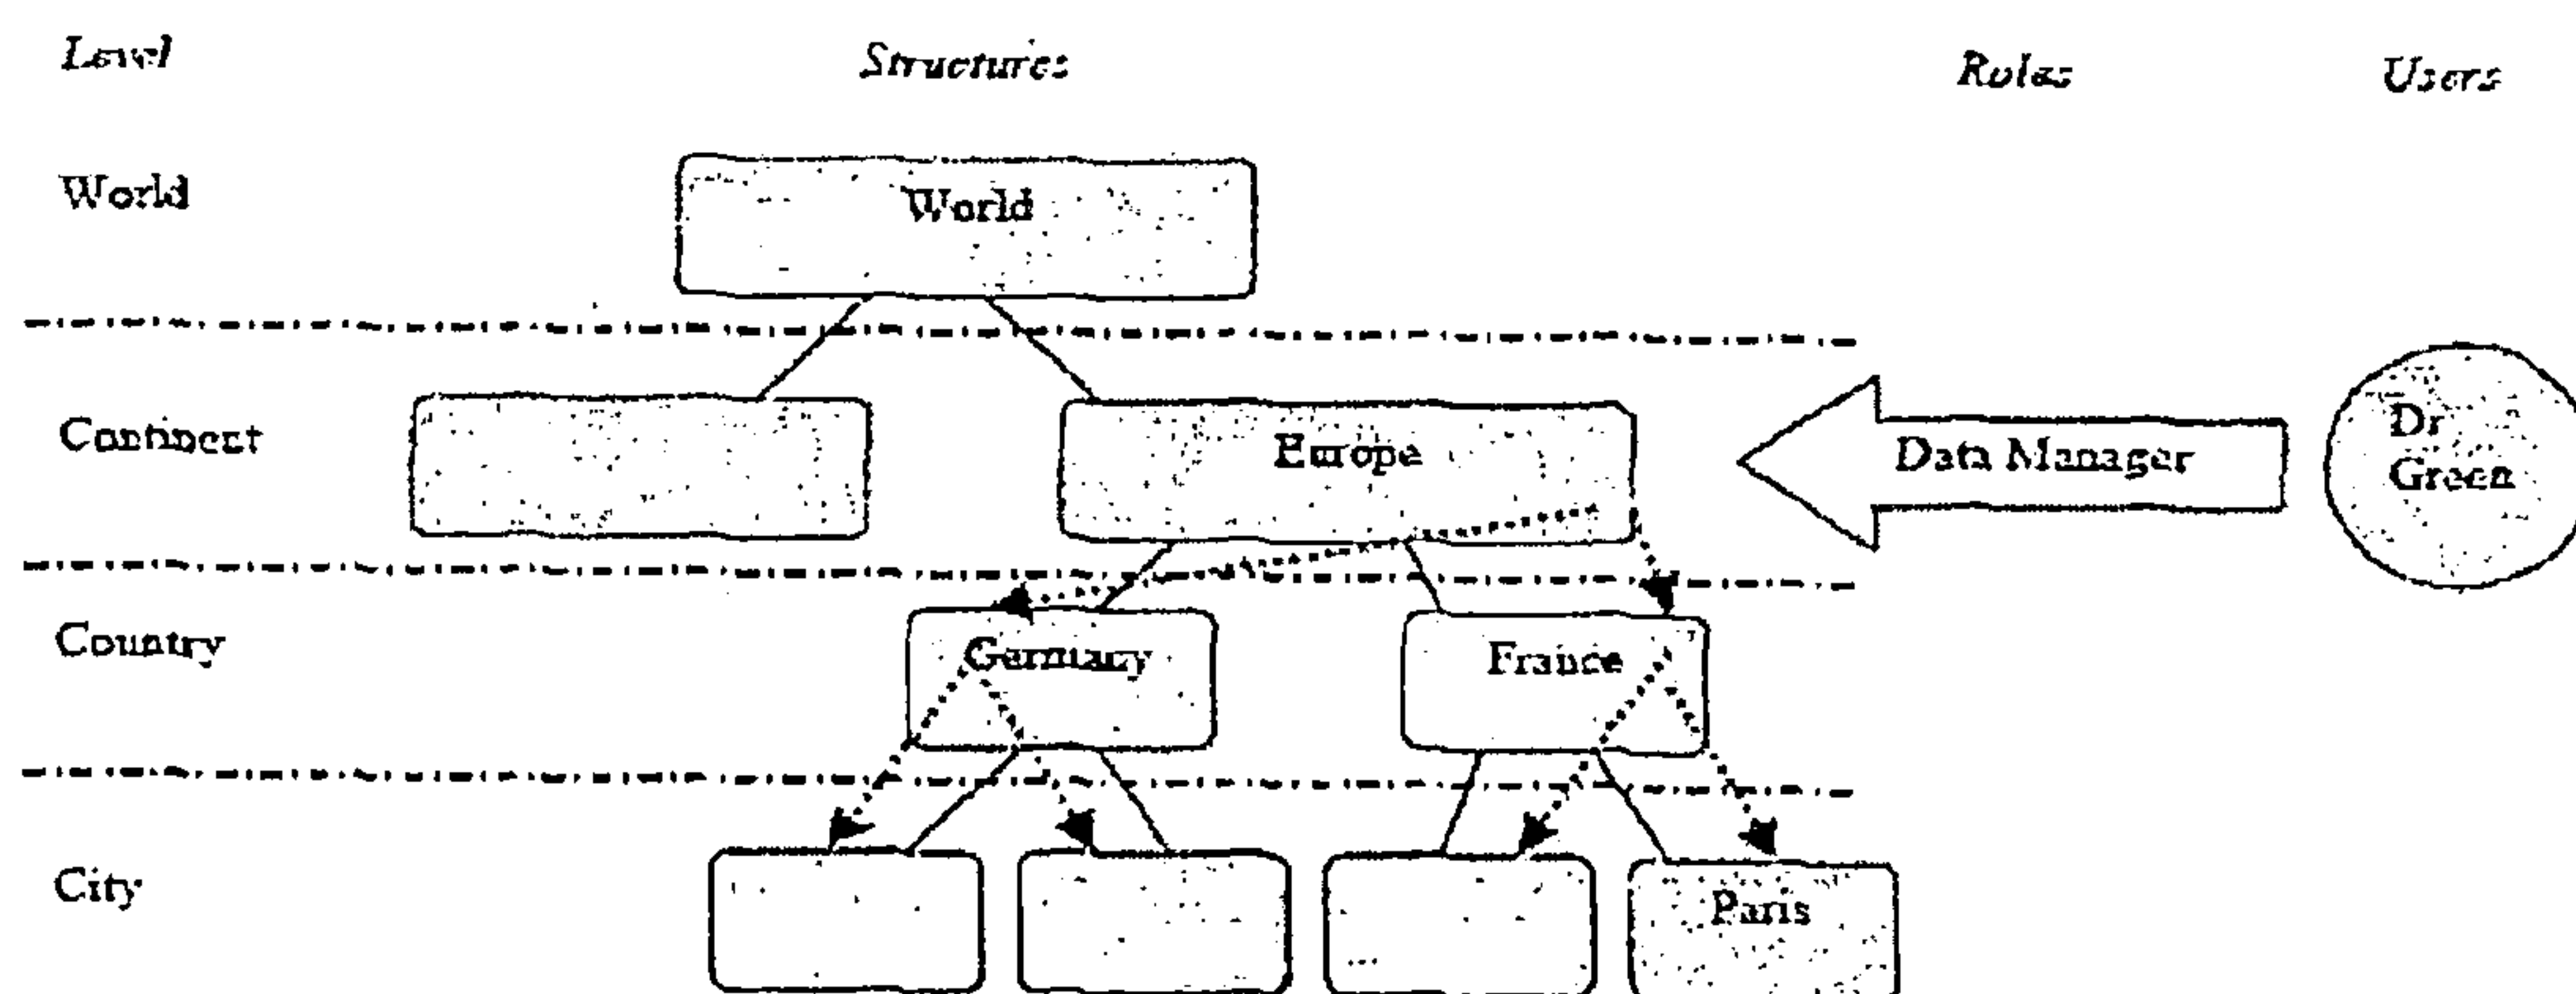 Level Structures Roles Users
World World
Continent Europe Data Manager Dr
Green
Country Germany France
City Paris